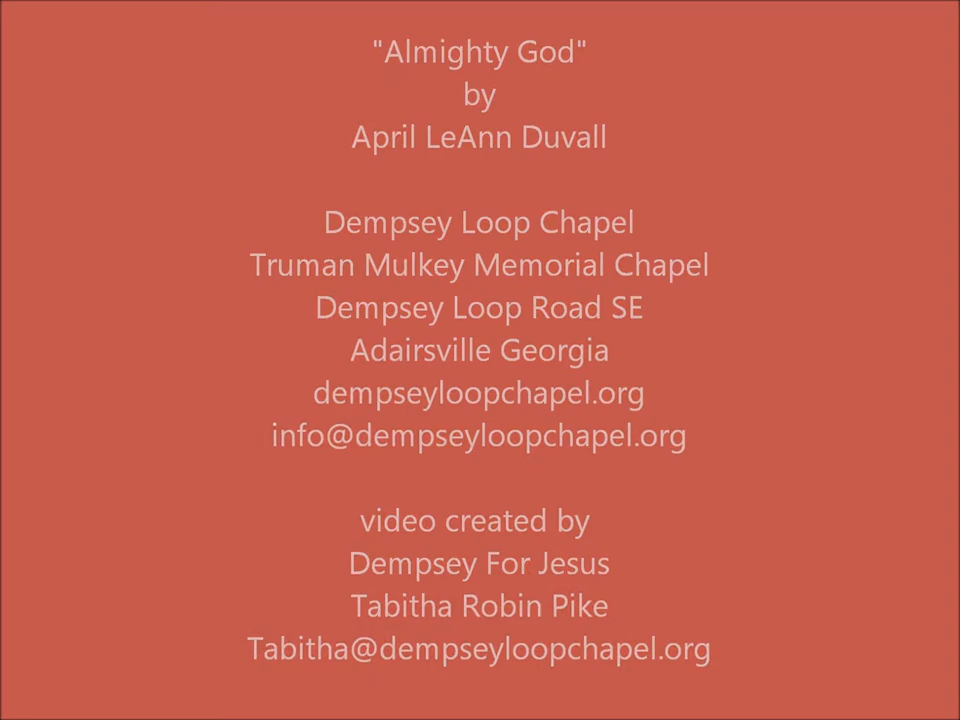 "Almighty God"
by
April LeAnn Duvall
Dempsey Loop Chapel
Truman Mulkey Memorial Chapel
Dempsey Loop Road SE
Adairsville Georgia
dempseyloopchapel.org
info@dempseyloopchapel.org
video created by
Dempsey For Jesus
Tabitha Robin Pike
Tabitha@dempseyloopchapel.org